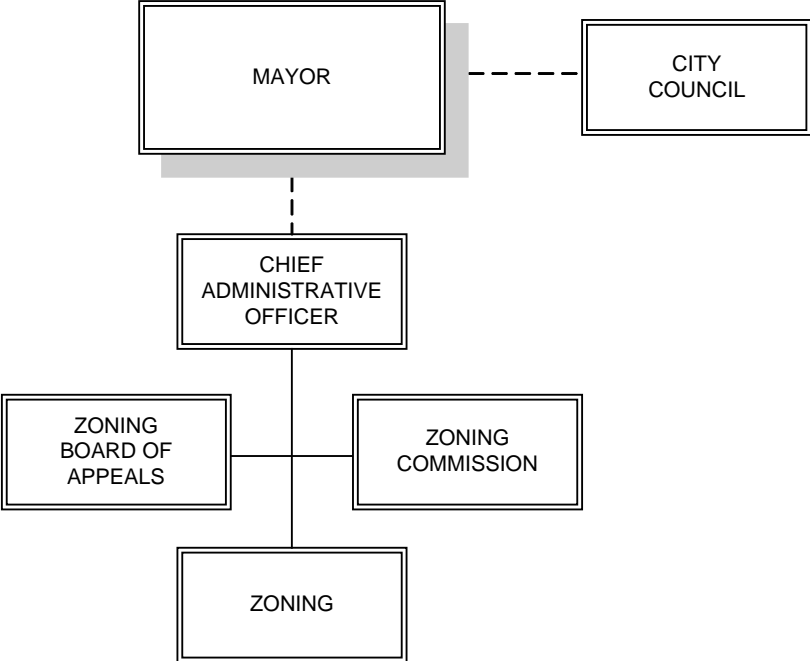 MAYOR
CITY
COUNCIL
CHIEF
ADMINISTRATIVE
OFFICER
ZONING
BOARD OF
APPEALS
ZONING
COMMISSION
ZONING